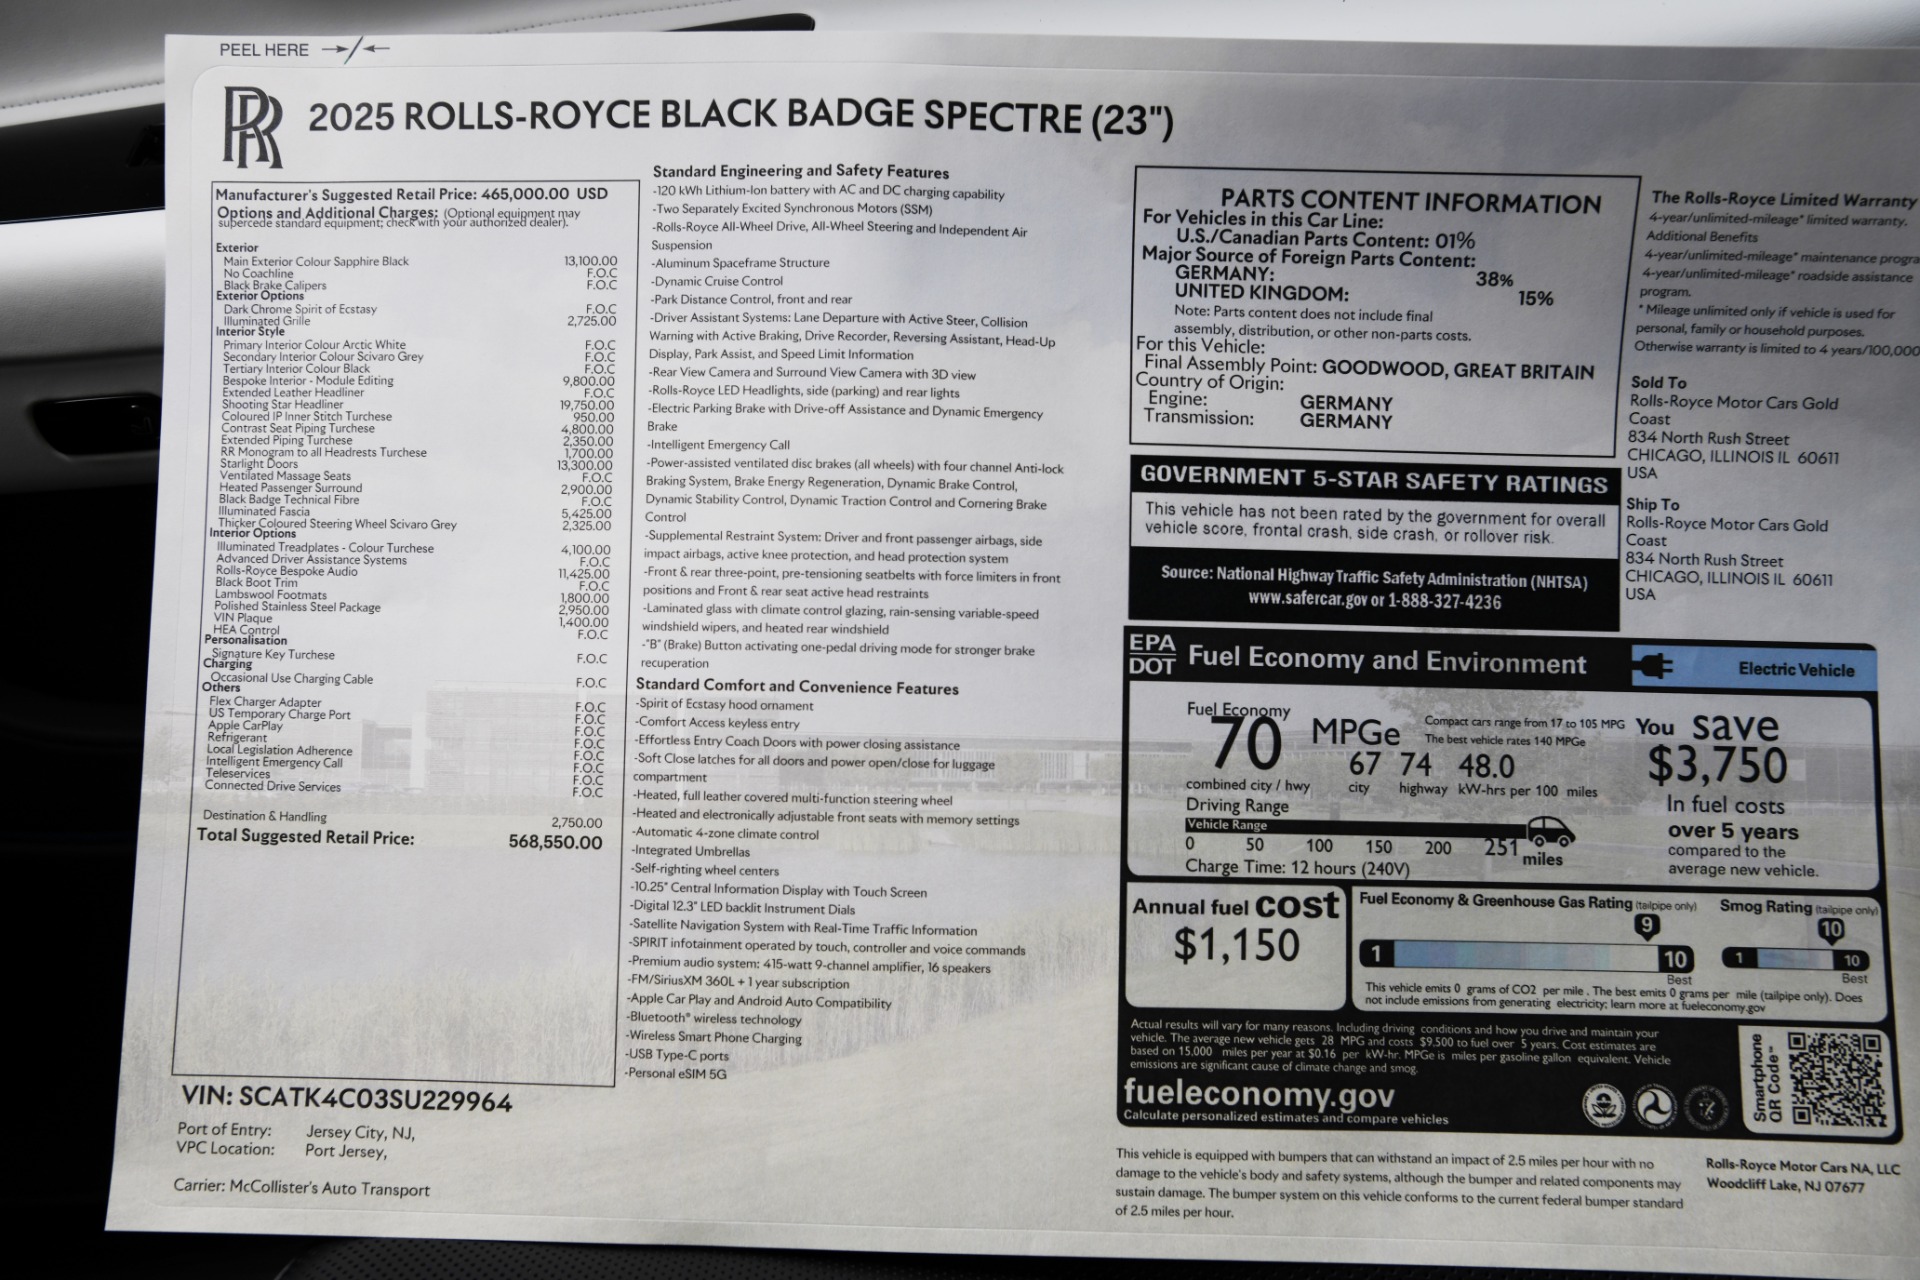 PEEL HERE
RR
2025 ROLLS-ROYCE BLACK BADGE SPECTRE (23")
Manufacturer's Suggested Retail Price: 465,000.00 USD
Options and Additional Charges: (Optional equipment may
supercede standard equipment; check with your authorized dealer).
Exterior
Main Exterior Colour Sapphire Black 13,100.00
No Coachline F.O.C
Black Brake Calipers F.O.C
Exterior Options
Dark Chrome Spirit of Ecstasy F.O.C
Illuminated Grille 2,725.00
Interior Style
Primary Interior Colour Arctic White F.O.C
Secondary Interior Colour Scivaro Grey F.O.C
Tertiary Interior Colour Black F.O.C
Bespoke Interior - Module Editing 9,800.00
Extended Leather Headliner F.O.C
Shooting Star Headliner 19,750.00
Coloured IP Inner Stitch Turchese 950.00
Contrast Seat Piping Turchese 4,800.00
Extended Piping Turchese 2,350.00
RR Monogram to all Headrests Turchese 1,700.00
Starlight Doors 13,300.00
Ventilated Massage Seats F.O.C
Heated Passenger Surround 2,900.00
Black Badge Technical Fibre F.O.C
Illuminated Fascia 5,425.00
Thicker Coloured Steering Wheel Scivaro Grey 2,325.00
Interior Options
Illuminated Treadplates - Colour Turchese 4,100.00
Advanced Driver Assistance Systems F.O.C
Rolls-Royce Bespoke Audio 11,425.00
Black Boot Trim F.O.C
Lambswool Footmats 1,800.00
Polished Stainless Steel Package 2,950.00
VIN Plaque 1,400.00
HEA Control F.O.C
Personalisation
Signature Key Turchese F.O.C
Charging
Occasional Use Charging Cable F.O.C
Others
Flex Charger Adapter F.O.C
US Temporary Charge Port F.O.C
Apple CarPlay F.O.C
Refrigerant F.O.C
Local Legislation Adherence F.O.C
Intelligent Emergency Call F.O.C
Teleservices F.O.C
Connected Drive Services F.O.C
Destination & Handling 2,750.00
Total Suggested Retail Price: 568,550.00
VIN: SCATK4C03SU229964
Port of Entry: Jersey City, NJ,
VPC Location: Port Jersey,
Carrier: McCollister's Auto Transport
Standard Engineering and Safety Features
-120 kWh Lithium-Ion battery with AC and DC charging capability
-Two Separately Excited Synchronous Motors (SSM)
-Rolls-Royce All-Wheel Drive, All-Wheel Steering and Independent Air
Suspension
-Aluminum Spaceframe Structure
-Dynamic Cruise Control
-Park Distance Control, front and rear
-Driver Assistant Systems: Lane Departure with Active Steer, Collision
Warning with Active Braking, Drive Recorder, Reversing Assistant, Head-Up
Display, Park Assist, and Speed Limit Information
-Rear View Camera and Surround View Camera with 3D view
-Rolls-Royce LED Headlights, side (parking) and rear lights
-Electric Parking Brake with Drive-off Assistance and Dynamic Emergency
Brake
-Intelligent Emergency Call
-Power-assisted ventilated disc brakes (all wheels) with four channel Anti-lock
Braking System, Brake Energy Regeneration, Dynamic Brake Control,
Dynamic Stability Control, Dynamic Traction Control and Cornering Brake
Control
-Supplemental Restraint System: Driver and front passenger airbags, side
impact airbags, active knee protection, and head protection system
-Front & rear three-point, pre-tensioning seatbelts with force limiters in front
positions and Front & rear seat active head restraints
-Laminated glass with climate control glazing, rain-sensing variable-speed
windshield wipers, and heated rear windshield
-"B" (Brake) Button activating one-pedal driving mode for stronger brake
recuperation
Standard Comfort and Convenience Features
-Spirit of Ecstasy hood ornament
-Comfort Access keyless entry
-Effortless Entry Coach Doors with power closing assistance
-Soft Close latches for all doors and power open/close for luggage
compartment
-Heated, full leather covered multi-function steering wheel
-Heated and electronically adjustable front seats with memory settings
-Automatic 4-zone climate control
-Integrated Umbrellas
-Self-righting wheel centers
-10.25" Central Information Display with Touch Screen
-Digital 12.3" LED backlit Instrument Dials
-Satellite Navigation System with Real-Time Traffic Information
-SPIRIT infotainment operated by touch, controller and voice commands
-Premium audio system: 415-watt 9-channel amplifier, 16 speakers
-FM/SiriusXM 360L + 1 year subscription
-Apple Car Play and Android Auto Compatibility
-Bluetooth® wireless technology
-Wireless Smart Phone Charging
-USB Type-C ports
-Personal eSIM 5G
PARTS CONTENT INFORMATION
For Vehicles in this Car Line:
U.S./Canadian Parts Content: 01%
Major Source of Foreign Parts Content:
GERMANY: 38%
UNITED KINGDOM: 15%
Note: Parts content does not include final
assembly, distribution, or other non-parts costs.
For this Vehicle:
Final Assembly Point: GOODWOOD, GREAT BRITAIN
Country of Origin:
Engine: GERMANY
Transmission: GERMANY
GOVERNMENT 5-STAR SAFETY RATINGS
This vehicle has not been rated by the government for overall
vehicle score, frontal crash, side crash, or rollover risk.
Source: National Highway Traffic Safety Administration (NHTSA)
www.safercar.gov or 1-888-327-4236
The Rolls-Royce Limited Warranty
4-year/unlimited-mileage* limited warranty.
Additional Benefits
4-year/unlimited-mileage* maintenance progra
4-year/unlimited-mileage* roadside assistance
program.
* Mileage unlimited only if vehicle is used for
personal, family or household purposes.
Otherwise warranty is limited to 4 years/100,000
Sold To
Rolls-Royce Motor Cars Gold
Coast
834 North Rush Street
CHICAGO, ILLINOIS IL 60611
USA
Ship To
Rolls-Royce Motor Cars Gold
Coast
834 North Rush Street
CHICAGO, ILLINOIS IL 60611
USA
EPA
DOT
Fuel Economy and Environment
Electric Vehicle
Fuel Economy
70 MPGe
Compact cars range from 17 to 105 MPG
The best vehicle rates 140 MPGe
67 74 48.0
combined city / hwy city highway kW-hrs per 100 miles
Driving Range
Vehicle Range
0 50 100 150 200 251 miles
Charge Time: 12 hours (240V)
You save
$3,750
In fuel costs
over 5 years
compared to the
average new vehicle.
Annual fuel cost
$1,150
Fuel Economy & Greenhouse Gas Rating (tailpipe only)
9
1 10
Best
Smog Rating (tailpipe only)
10
1 10
Best
This vehicle emits 0 grams of CO2 per mile . The best emits 0 grams per mile (tailpipe only). Does
not include emissions from generating electricity; learn more at fueleconomy.gov
Actual results will vary for many reasons. Including driving conditions and how you drive and maintain your
vehicle. The average new vehicle gets 28 MPG and costs $9,500 to fuel over 5 years. Cost estimates are
based on 15,000 miles per year at $0.16 per kW-hr. MPGe is miles per gasoline gallon equivalent. Vehicle
emissions are significant cause of climate change and smog.
fueleconomy.gov
Calculate personalized estimates and compare vehicles
Smartphone
QR Code™
This vehicle is equipped with bumpers that can withstand an impact of 2.5 miles per hour with no
damage to the vehicle's body and safety systems, although the bumper and related components may
sustain damage. The bumper system on this vehicle conforms to the current federal bumper standard
of 2.5 miles per hour.
Rolls-Royce Motor Cars NA, LLC
Woodcliff Lake, NJ 07677